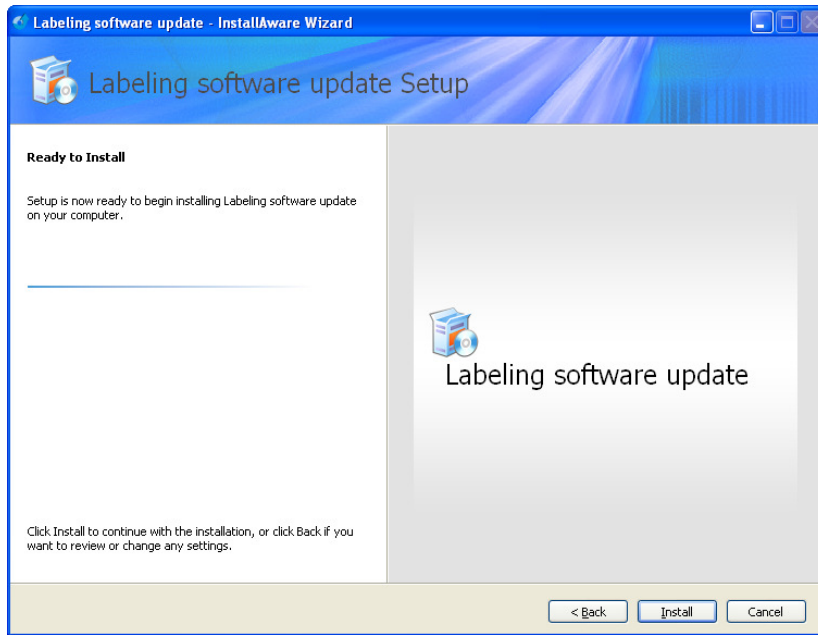 Labeling software update - InstallAware Wizard
Labeling software update Setup
Ready to Install
Setup is now ready to begin installing Labeling software update
on your computer.
Labeling software update
Click Install to continue with the installation, or click Back if you
want to review or change any settings.
< Back
Install
Cancel